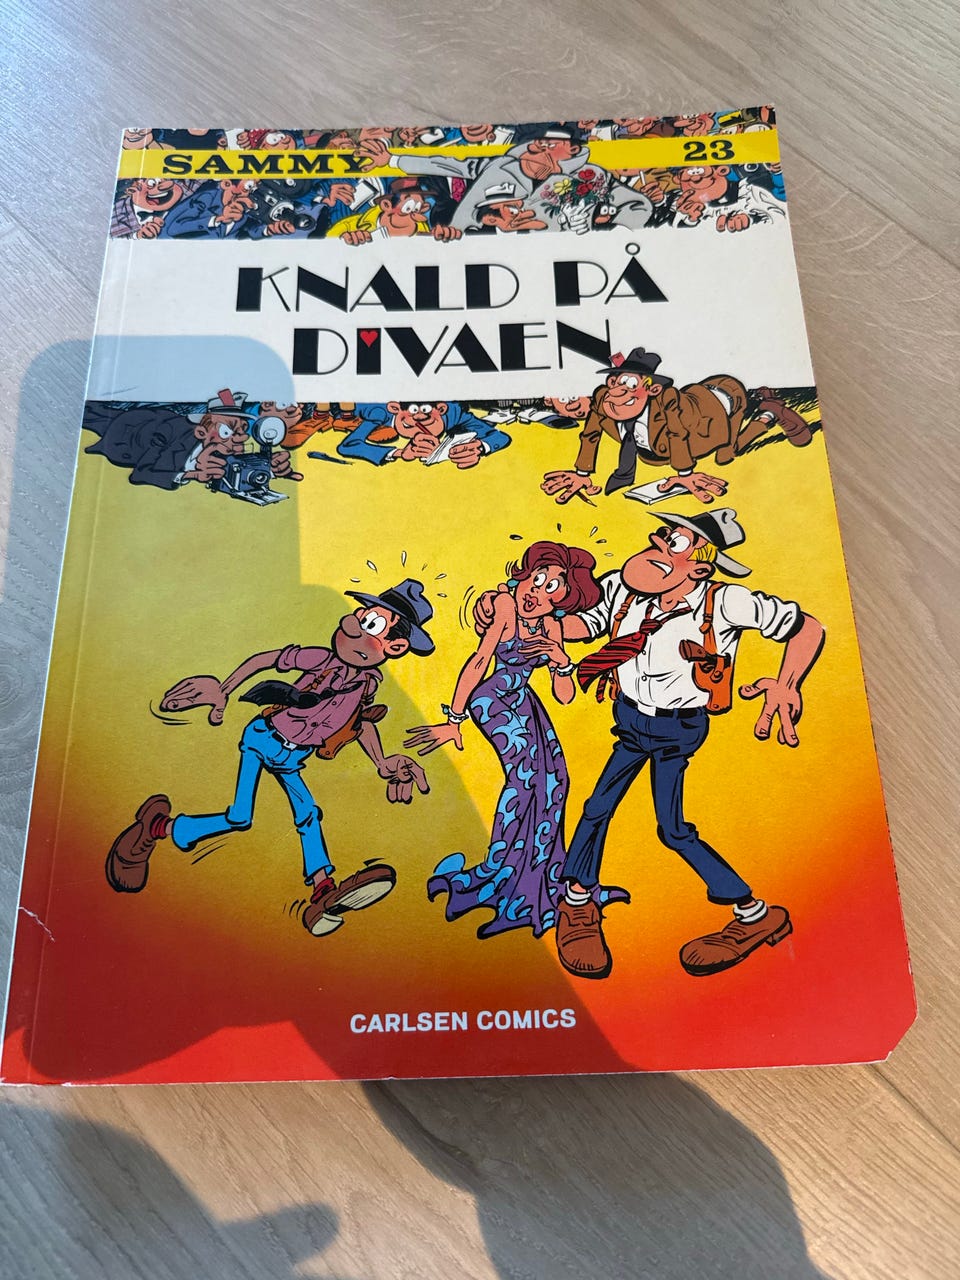 SAMMY
23
KNALD PÅ
DIVAEN
CARLSEN COMICS